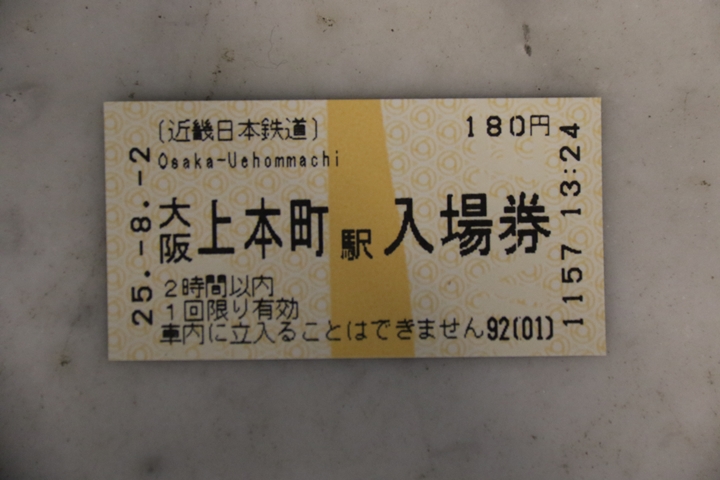 (近畿日本鉄道)
180円
Osaka-Uehommachi
大阪上本町駅入場券
2時間以内
1回限り有効
車内に立入ることはできません92(01)
25.-8.-2
1157 13:24